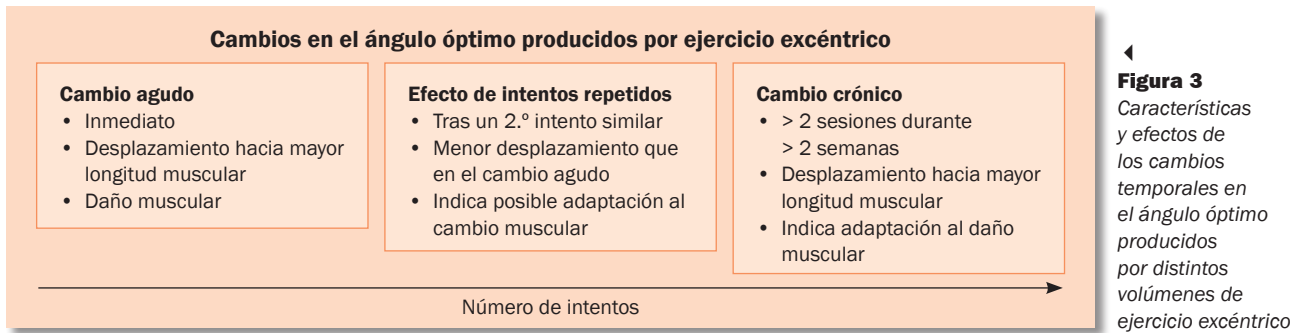 Cambios en el ángulo óptimo producidos por ejercicio excéntrico
Cambio agudo
• Inmediato
• Desplazamiento hacia mayor
longitud muscular
• Daño muscular
Efecto de intentos repetidos
• Tras un 2.º intento similar
• Menor desplazamiento que
en el cambio agudo
• Indica posible adaptación al
cambio muscular
Cambio crónico
• > 2 sesiones durante
> 2 semanas
• Desplazamiento hacia mayor
longitud muscular
• Indica adaptación al daño
muscular
Número de intentos
Figura 3
Características
y efectos de
los cambios
temporales en
el ángulo óptimo
producidos
por distintos
volúmenes de
ejercicio excéntrico